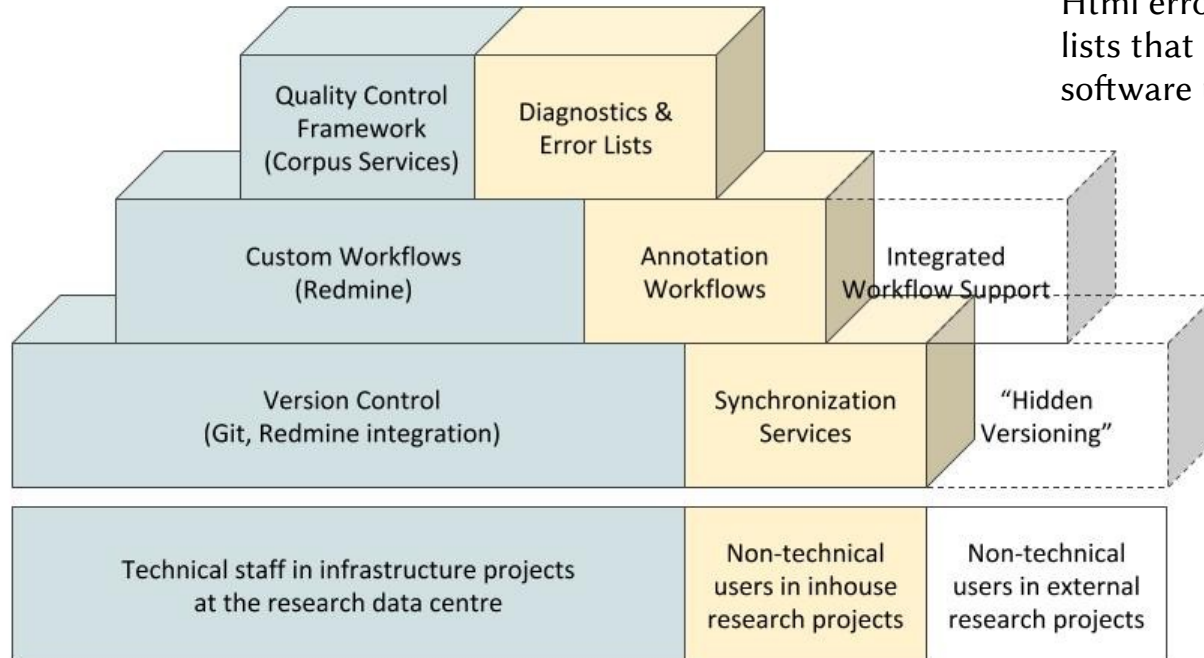 Html erro
lists that
software
Quality Control
Framework
(Corpus Services)
Diagnostics &
Error Lists
Custom Workflows
(Redmine)
Annotation
Workflows
Integrated
Workflow Support
Version Control
(Git, Redmine integration)
Synchronization
Services
“Hidden
Versioning”
Technical staff in infrastructure projects
at the research data centre
Non-technical
users in inhouse
research projects
Non-technical
users in external
research projects